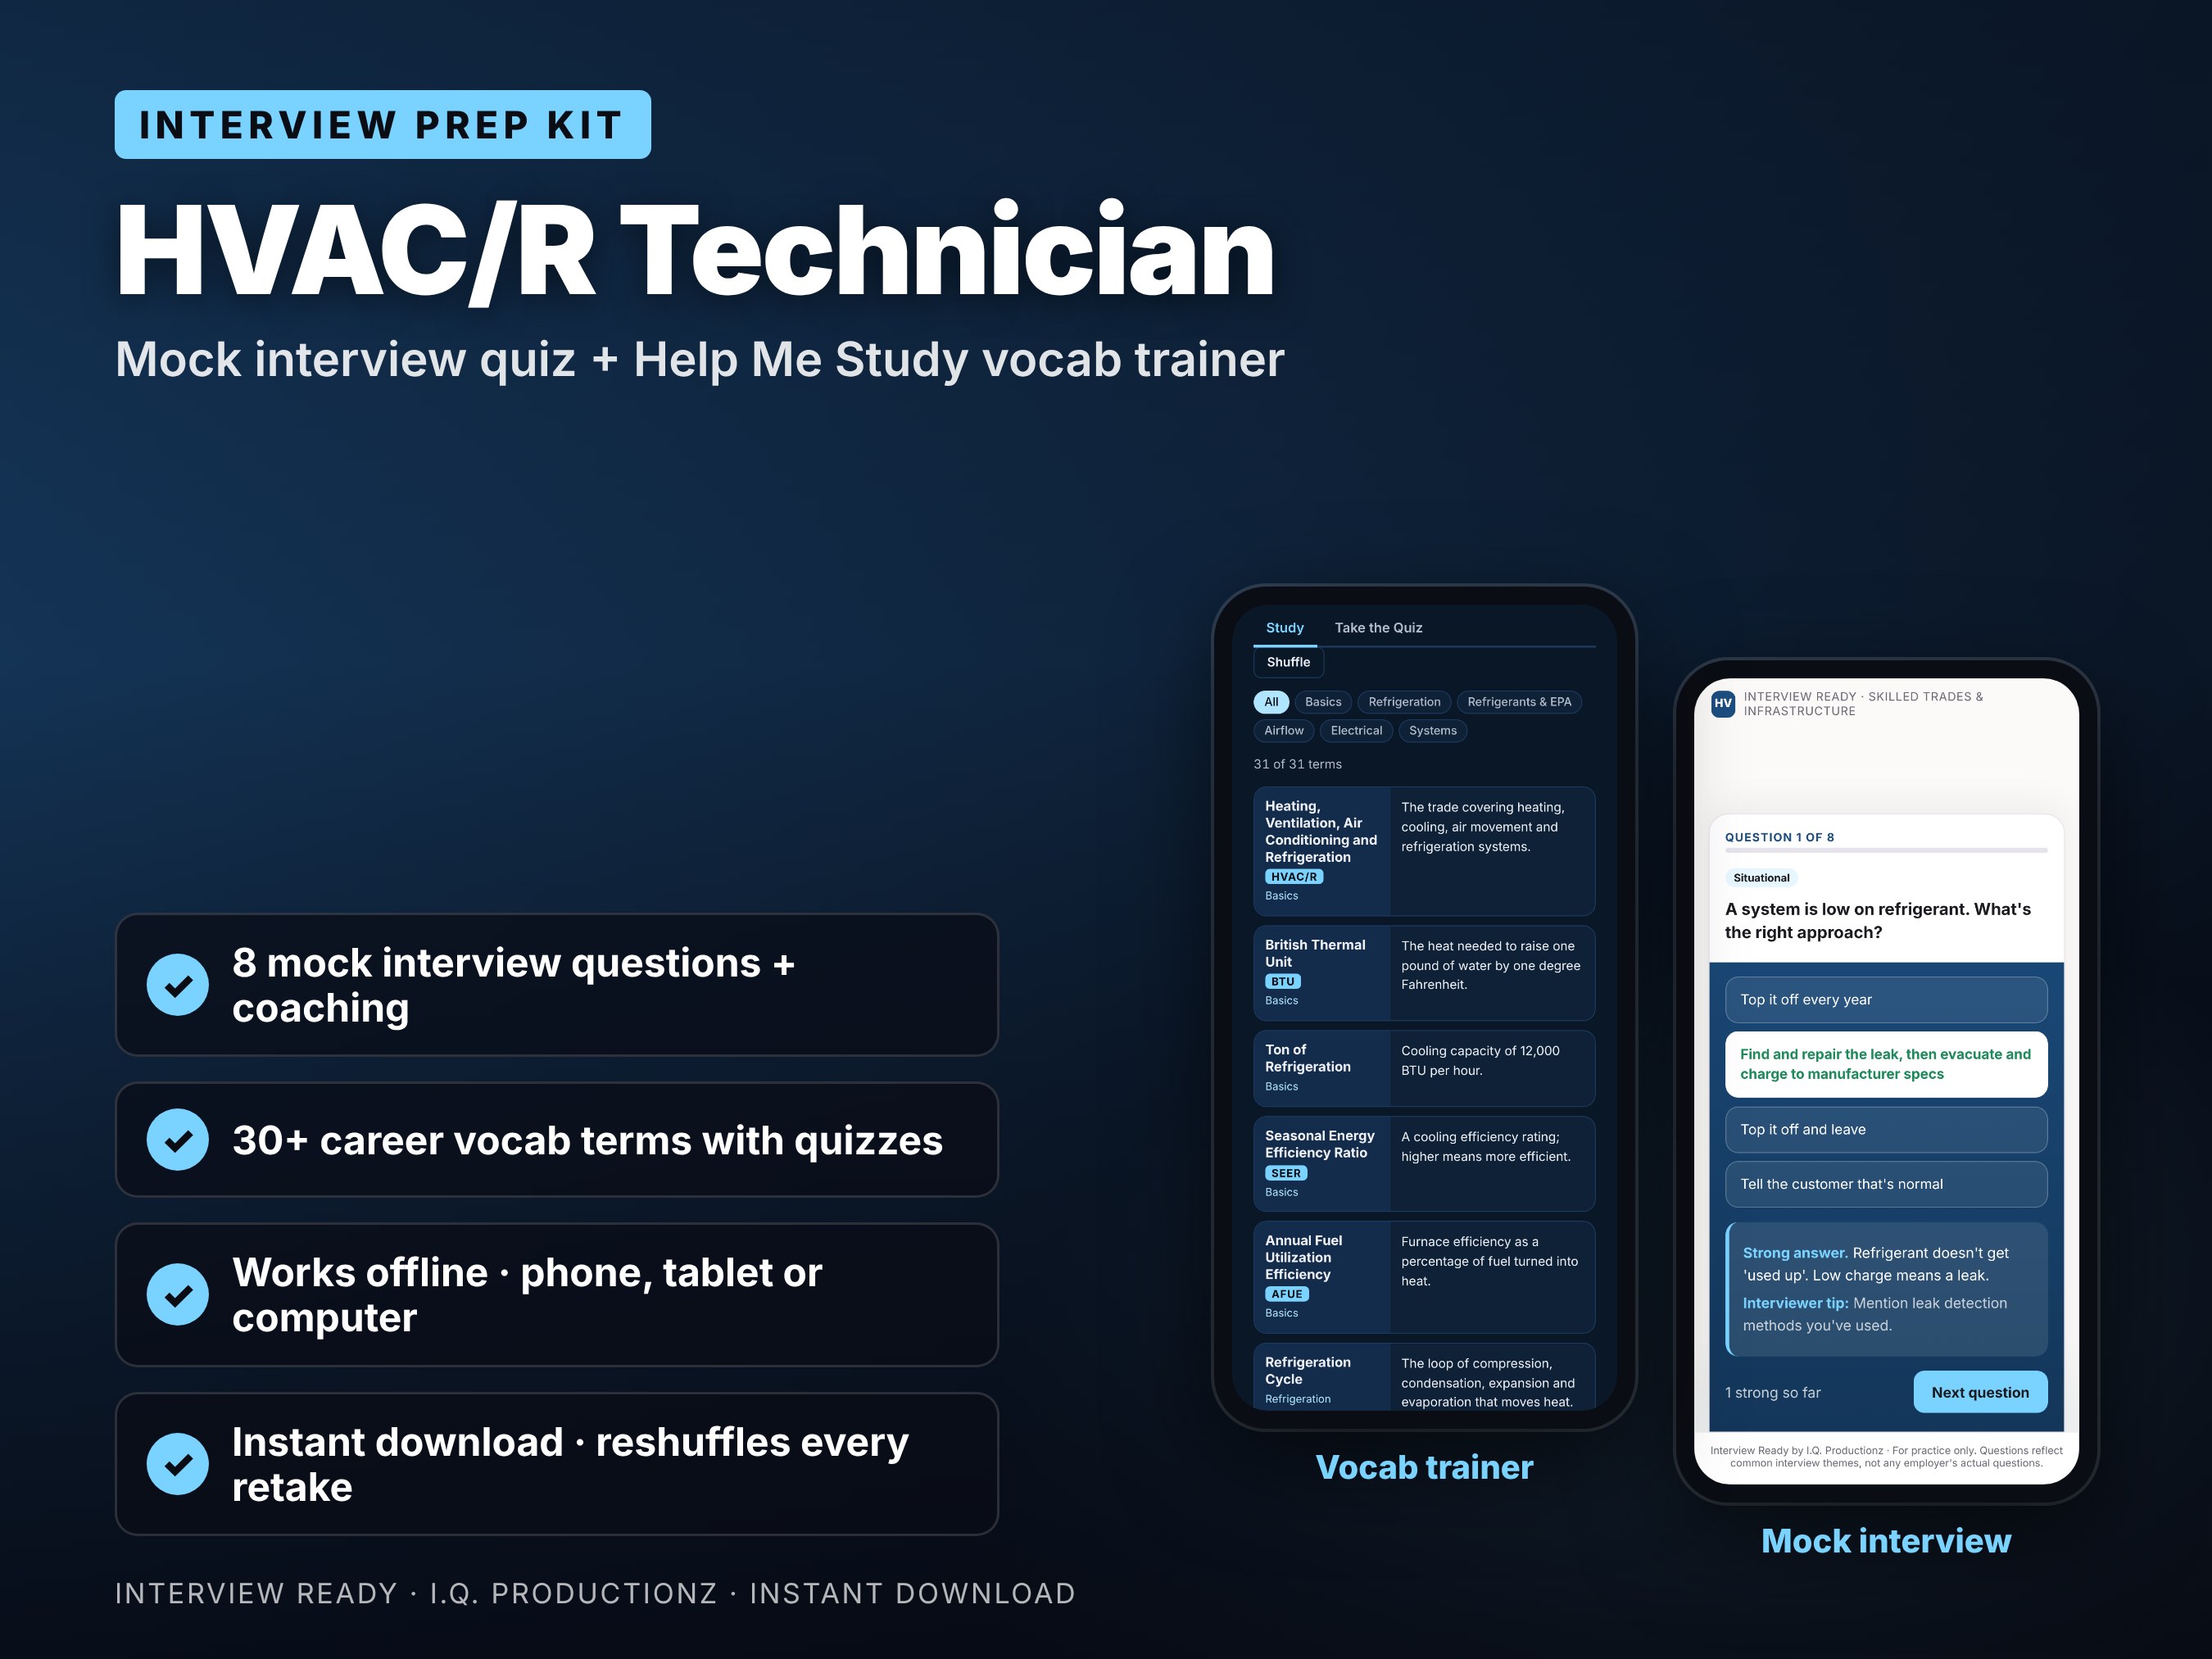 INTERVIEW PREP KIT
HVAC/R Technician
Mock interview quiz + Help Me Study vocab trainer
8 mock interview questions +
coaching
30+ career vocab terms with quizzes
Works offline · phone, tablet or
computer
Instant download · reshuffles every
retake
INTERVIEW READY · I.Q. PRODUCTIONZ · INSTANT DOWNLOAD
Study Take the Quiz
Shuffle
All Basics Refrigeration Refrigerants & EPA
Airflow Electrical Systems
31 of 31 terms
Heating,
Ventilation, Air
Conditioning and
Refrigeration
HVAC/R
Basics
The trade covering heating,
cooling, air movement and
refrigeration systems.
British Thermal
Unit
BTU
Basics
The heat needed to raise one
pound of water by one degree
Fahrenheit.
Ton of
Refrigeration
Basics
Cooling capacity of 12,000
BTU per hour.
Seasonal Energy
Efficiency Ratio
SEER
Basics
A cooling efficiency rating;
higher means more efficient.
Annual Fuel
Utilization
Efficiency
AFUE
Basics
Furnace efficiency as a
percentage of fuel turned into
heat.
Refrigeration
Cycle
Refrigeration
The loop of compression,
condensation, expansion and
evaporation that moves heat.
Vocab trainer
HV
INTERVIEW READY · SKILLED TRADES &
INFRASTRUCTURE
QUESTION 1 OF 8
Situational
A system is low on refrigerant. What's
the right approach?
Top it off every year
Find and repair the leak, then evacuate and
charge to manufacturer specs
Top it off and leave
Tell the customer that's normal
Strong answer. Refrigerant doesn't get
'used up'. Low charge means a leak.
Interviewer tip: Mention leak detection
methods you've used.
1 strong so far
Next question
Interview Ready by I.Q. Productionz · For practice only. Questions reflect
common interview themes, not any employer's actual questions.
Mock interview